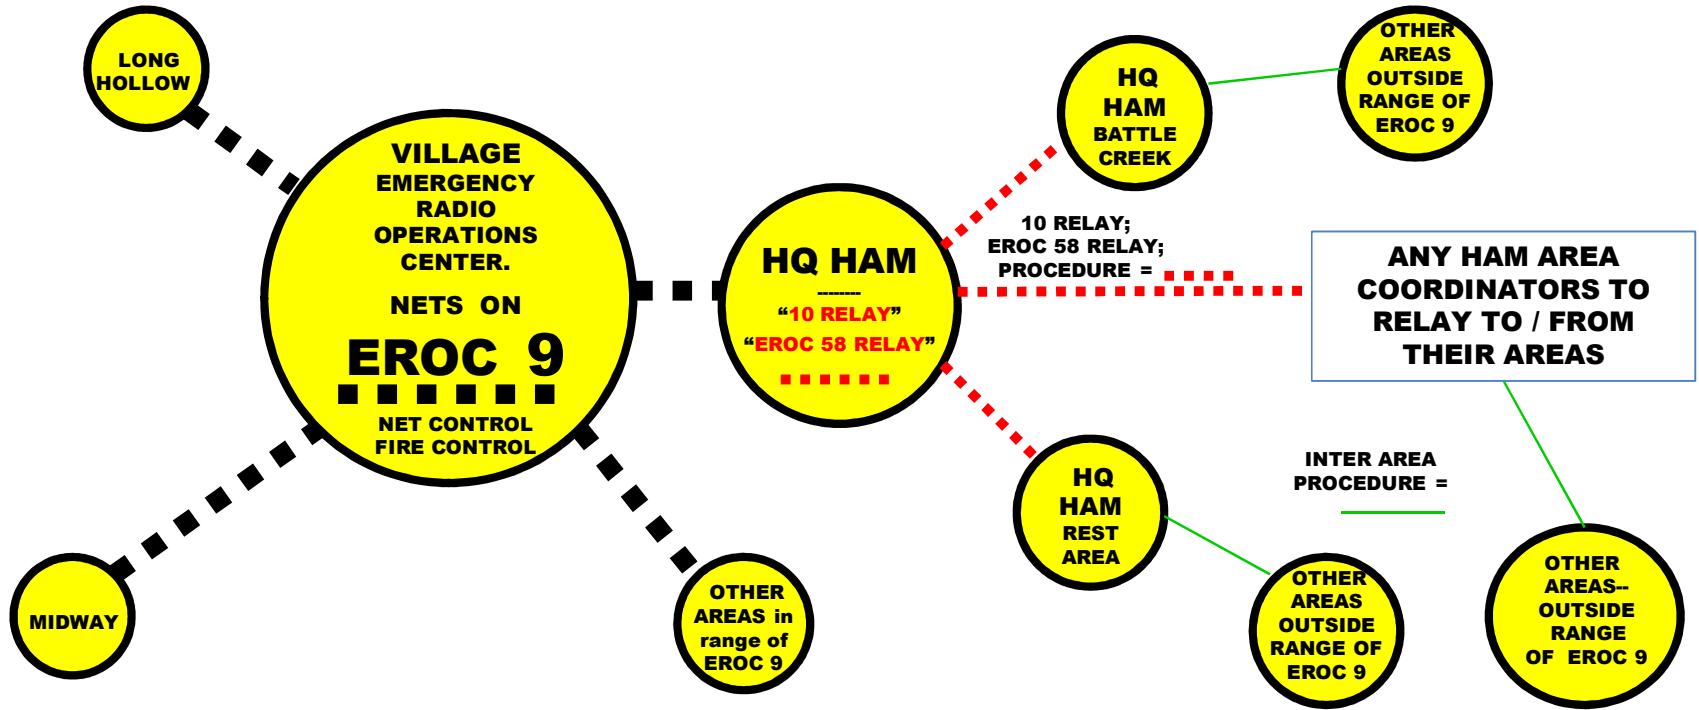 LONG
HOLLOW
VILLAGE
EMERGENCY
RADIO
OPERATIONS
CENTER.
NETS ON
EROC 9
NET CONTROL
FIRE CONTROL
MIDWAY
OTHER
AREAS in
range of
EROC 9
HQ HAM
--------
“10 RELAY”
“EROC 58 RELAY”
HQ
HAM
BATTLE
CREEK
OTHER
AREAS
OUTSIDE
RANGE OF
EROC 9
10 RELAY;
EROC 58 RELAY;
PROCEDURE =
ANY HAM AREA
COORDINATORS TO
RELAY TO / FROM
THEIR AREAS
HQ
HAM
REST
AREA
INTER AREA
PROCEDURE =
OTHER
AREAS
OUTSIDE
RANGE OF
EROC 9
OTHER
AREAS--
OUTSIDE
RANGE
OF EROC 9